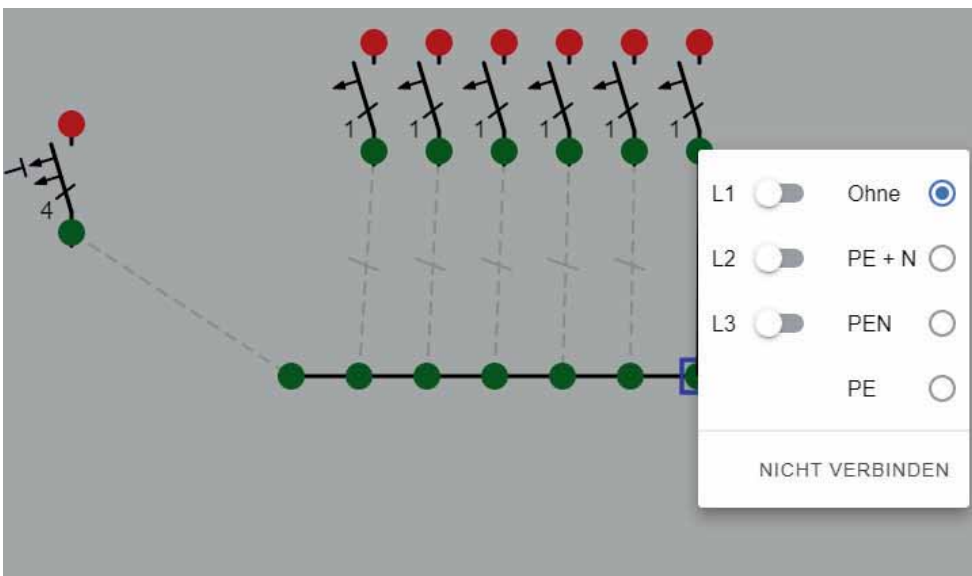 1 1 1 1 1 1
4
L1 Ohne
L2 PE + N
L3 PEN
PE
NICHT VERBINDEN